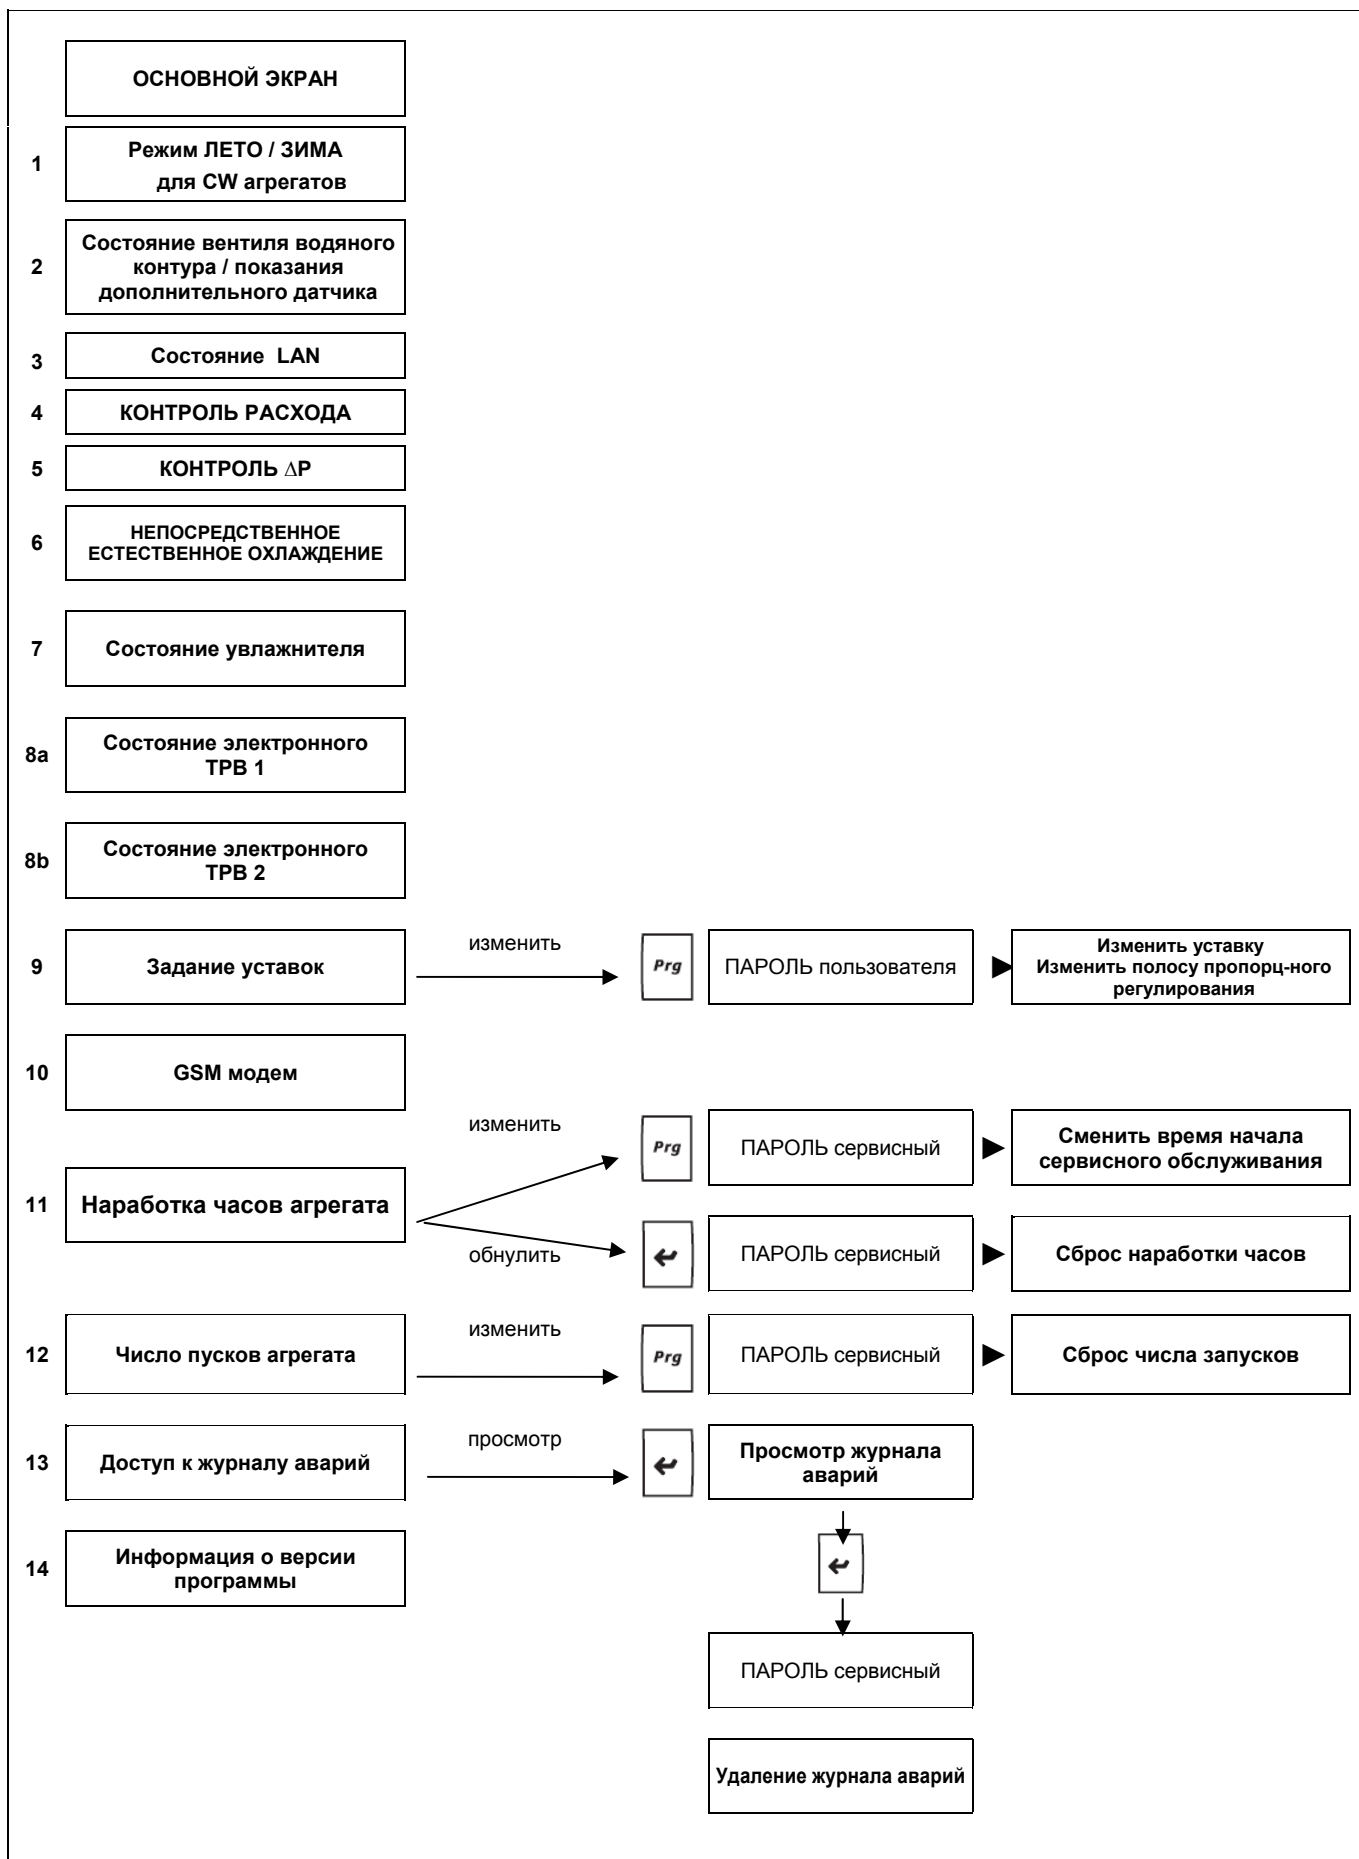 ОСНОВНОЙ ЭКРАН
1
Режим ЛЕТО / ЗИМА
для CW агрегатов
2
Состояние вентиля водяного
контура / показания
дополнительного датчика
3
Состояние LAN
4
КОНТРОЛЬ РАСХОДА
5
КОНТРОЛЬ ∆P
6
НЕПОСРЕДСТВЕННОЕ
ЕСТЕСТВЕННОЕ ОХЛАЖДЕНИЕ
7
Состояние увлажнителя
8a
Состояние электронного
ТРВ 1
8b
Состояние электронного
ТРВ 2
9
Задание уставок
изменить
Prg
ПАРОЛЬ пользователя
Изменить уставку
Изменить полосу пропорц-ного
регулирования
10
GSM модем
11
Наработка часов агрегата
изменить
Prg
ПАРОЛЬ сервисный
Сменить время начала
сервисного обслуживания
обнулить
ПАРОЛЬ сервисный
Сброс наработки часов
12
Число пусков агрегата
изменить
Prg
ПАРОЛЬ сервисный
Сброс числа запусков
13
Доступ к журналу аварий
просмотр
Просмотр журнала
аварий
14
Информация о версии
программы
ПАРОЛЬ сервисный
Удаление журнала аварий